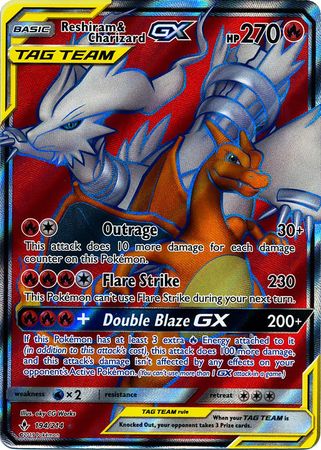 BASIC
Reshiram &
Charizard GX
HP 270
TAG TEAM
Outrage 30+
This attack does 10 more damage for each damage
counter on this Pokémon.
Flare Strike 230
This Pokémon can't use Flare Strike during your next turn.
+ Double Blaze GX 200+
If this Pokémon has at least 3 extra Energy attached to it
(in addition to this attack's cost), this attack does 100 more damage,
and this attack's damage isn't affected by any effects on your
opponent's Active Pokémon. (You can't use more than 1 GX attack in a game.)
weakness ×2 resistance retreat
Illus. aky CG Works
194/214
©2019 Pokémon
TAG TEAM rule
When your TAG TEAM is
Knocked Out, your opponent takes 3 Prize cards.